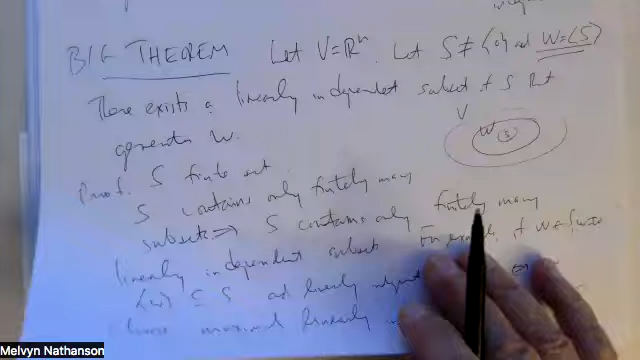 BIG THEOREM Let V=ℝⁿ. Let S ≠ {0} and W=⟨S⟩
There exists a linearly independent subset of S that
generates W.
V
W
S
Proof. S finite set
S contains only finitely many
subsets ⇒ S contains only finitely many
linearly independent subsets. For example, if w ∈ S, w≠0
{w} ⊆ S and linearly
Choose maximal linearly
Melvyn Nathanson